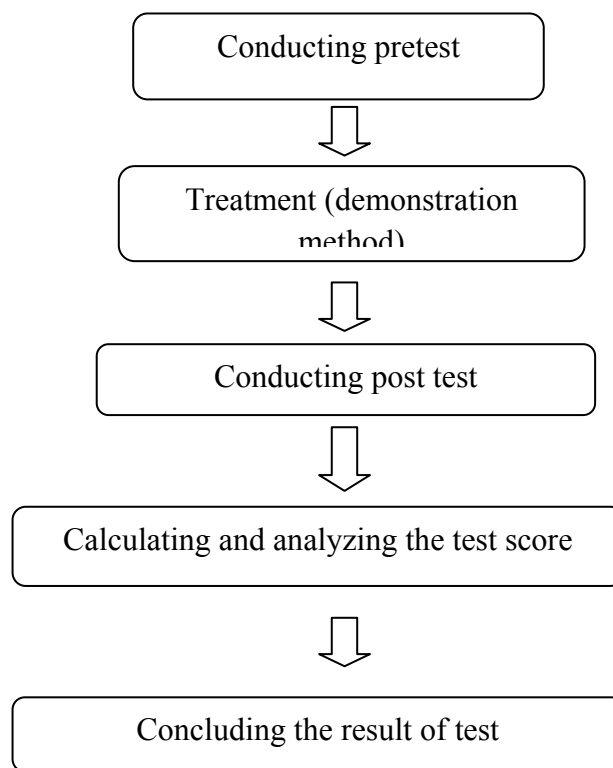 Conducting pretest
Treatment (demonstration
method)
Conducting post test
Calculating and analyzing the test score
Concluding the result of test